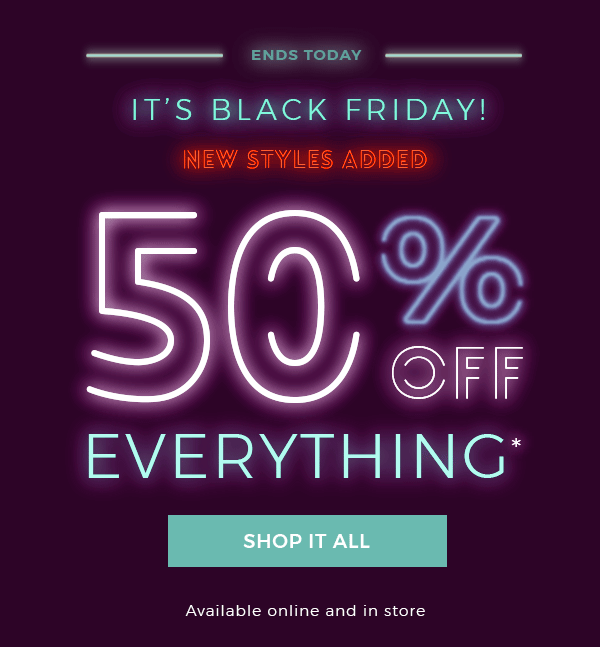 ENDS TODAY
IT'S BLACK FRIDAY!
NEW STYLES ADDED
50% OFF
EVERYTHING*
SHOP IT ALL
Available online and in store